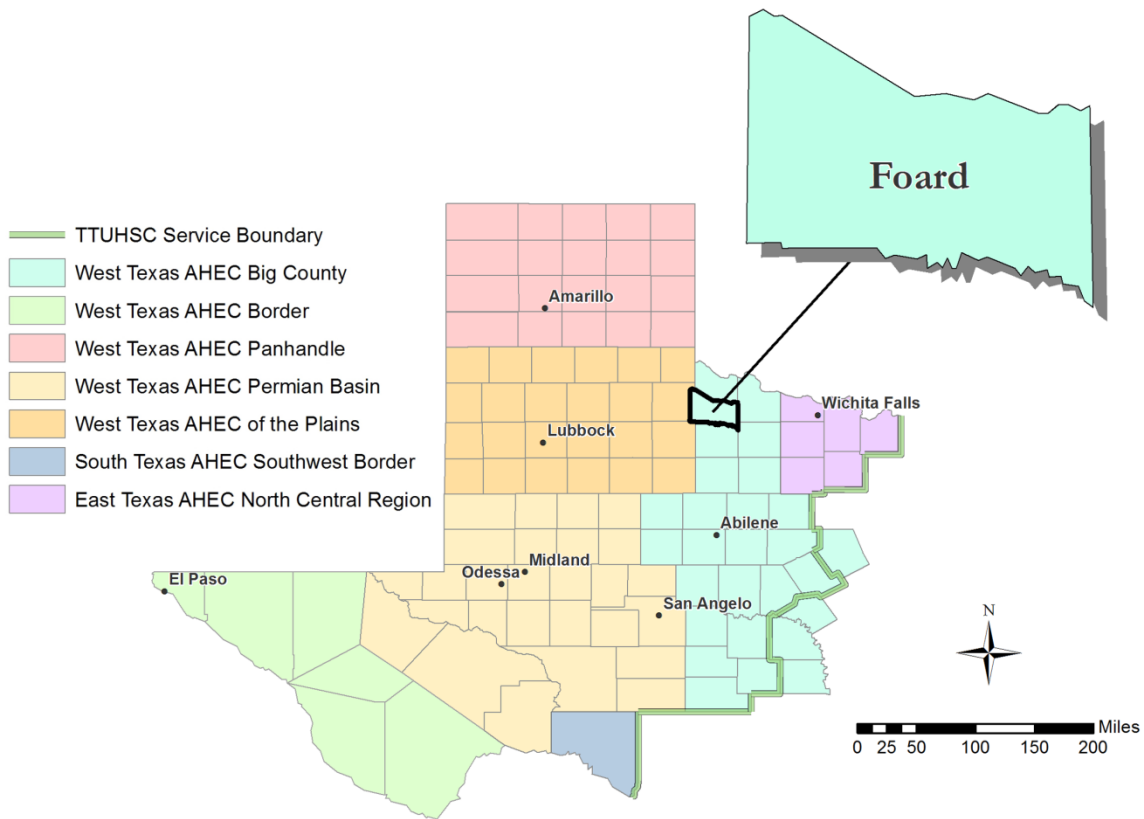 Foard
TTUHSC Service Boundary
West Texas AHEC Big County
West Texas AHEC Border
West Texas AHEC Panhandle
West Texas AHEC Permian Basin
West Texas AHEC of the Plains
South Texas AHEC Southwest Border
East Texas AHEC North Central Region
Amarillo
Wichita Falls
Lubbock
Abilene
Midland
Odessa
El Paso
San Angelo
N
Miles
0 25 50 100 150 200